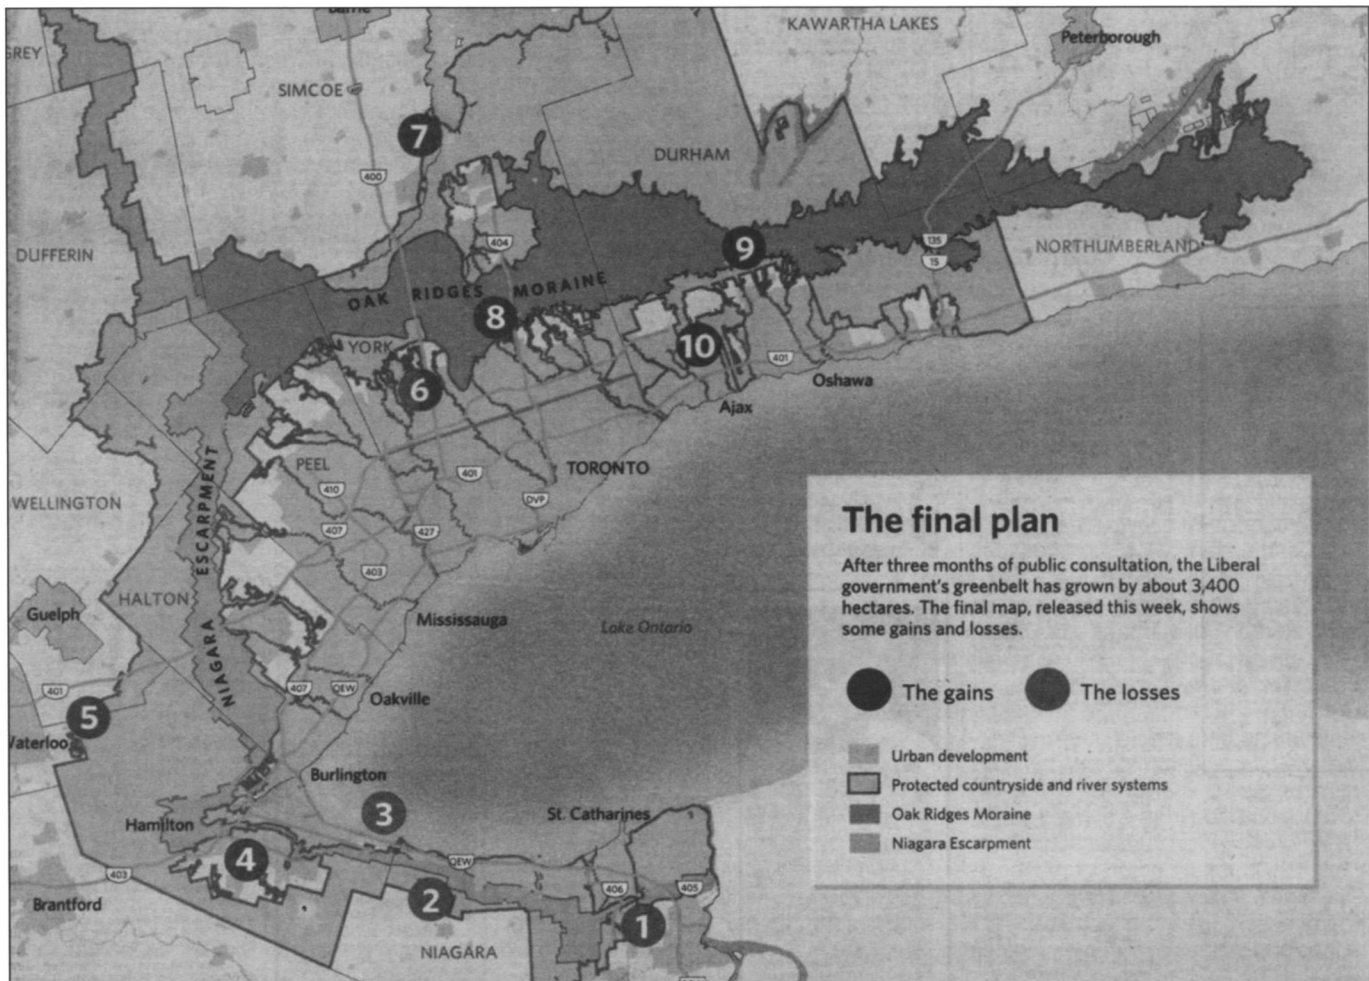 Barrie
KAWARTHA LAKES
Peterborough
GREY
SIMCOE
7
DURHAM
400
9
135
15
NORTHUMBERLAND
DUFFERIN
404
OAK RIDGES MORAINE
8
YORK
10
401
6
Oshawa
Ajax
PEEL
401
TORONTO
410
DVP
WELLINGTON
407
427
NIAGARA ESCARPMENT
403
HALTON
Guelph
Mississauga
Lake Ontario
401
407
QEW
Oakville
5
Waterloo
Burlington
3
St. Catharines
Hamilton
4
QEW
403
406
405
2
Brantford
1
NIAGARA
The final plan
After three months of public consultation, the Liberal
government's greenbelt has grown by about 3,400
hectares. The final map, released this week, shows
some gains and losses.
The gains
The losses
Urban development
Protected countryside and river systems
Oak Ridges Moraine
Niagara Escarpment